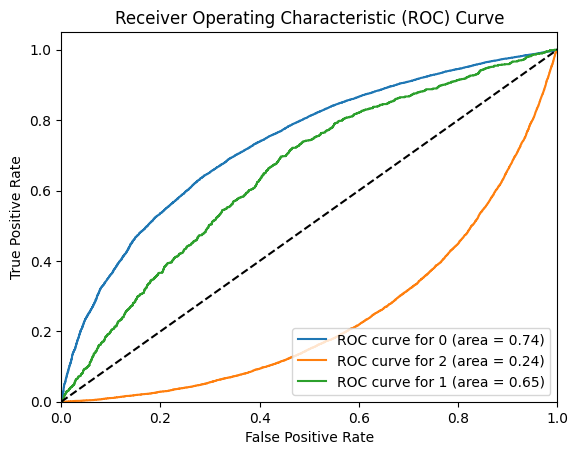 Receiver Operating Characteristic (ROC) Curve
True Positive Rate
1.0
0.8
0.6
0.4
0.2
0.0
ROC curve for 0 (area = 0.74)
ROC curve for 2 (area = 0.24)
ROC curve for 1 (area = 0.65)
0.0 0.2 0.4 0.6 0.8 1.0
False Positive Rate